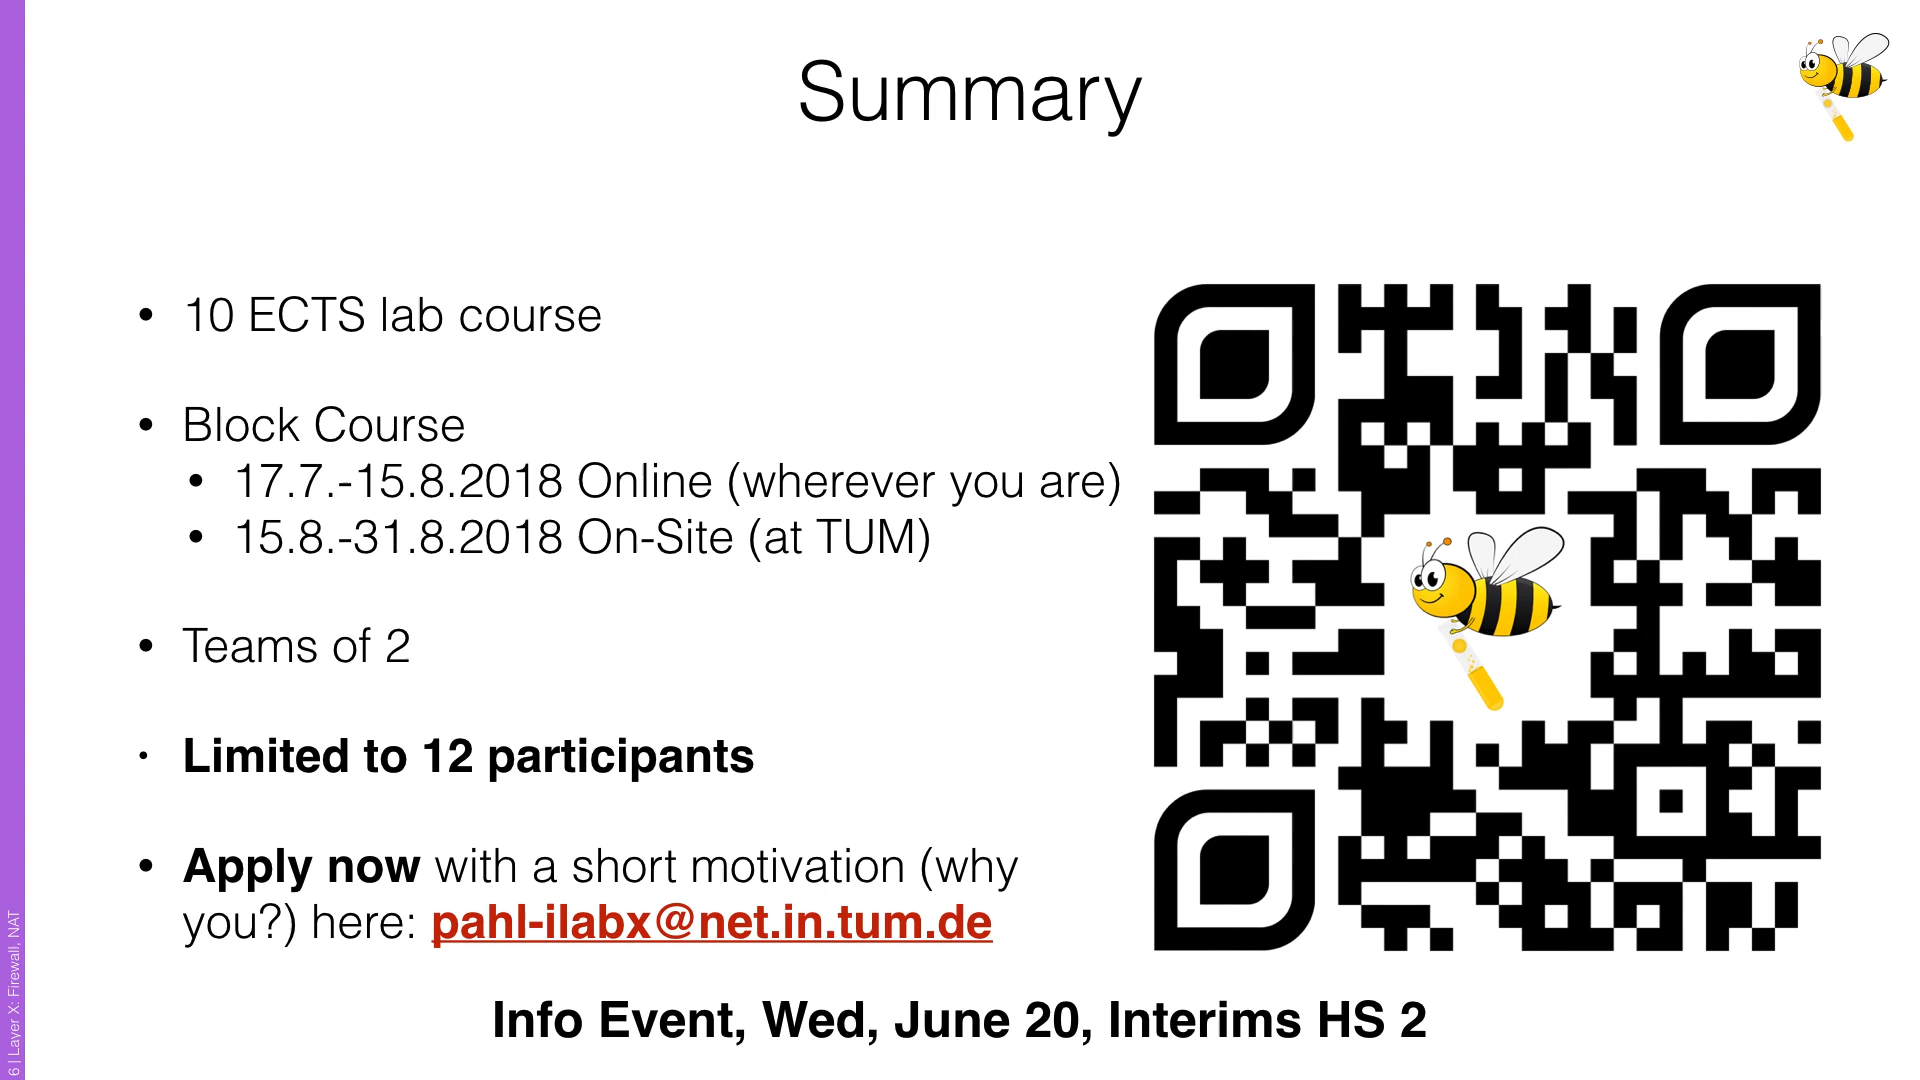 Summary
• 10 ECTS lab course
• Block Course
• 17.7.-15.8.2018 Online (wherever you are)
• 15.8.-31.8.2018 On-Site (at TUM)
• Teams of 2
• Limited to 12 participants
• Apply now with a short motivation (why
you?) here: pahl-ilabx@net.in.tum.de
Info Event, Wed, June 20, Interims HS 2
6 | Layer X: Firewall, NAT